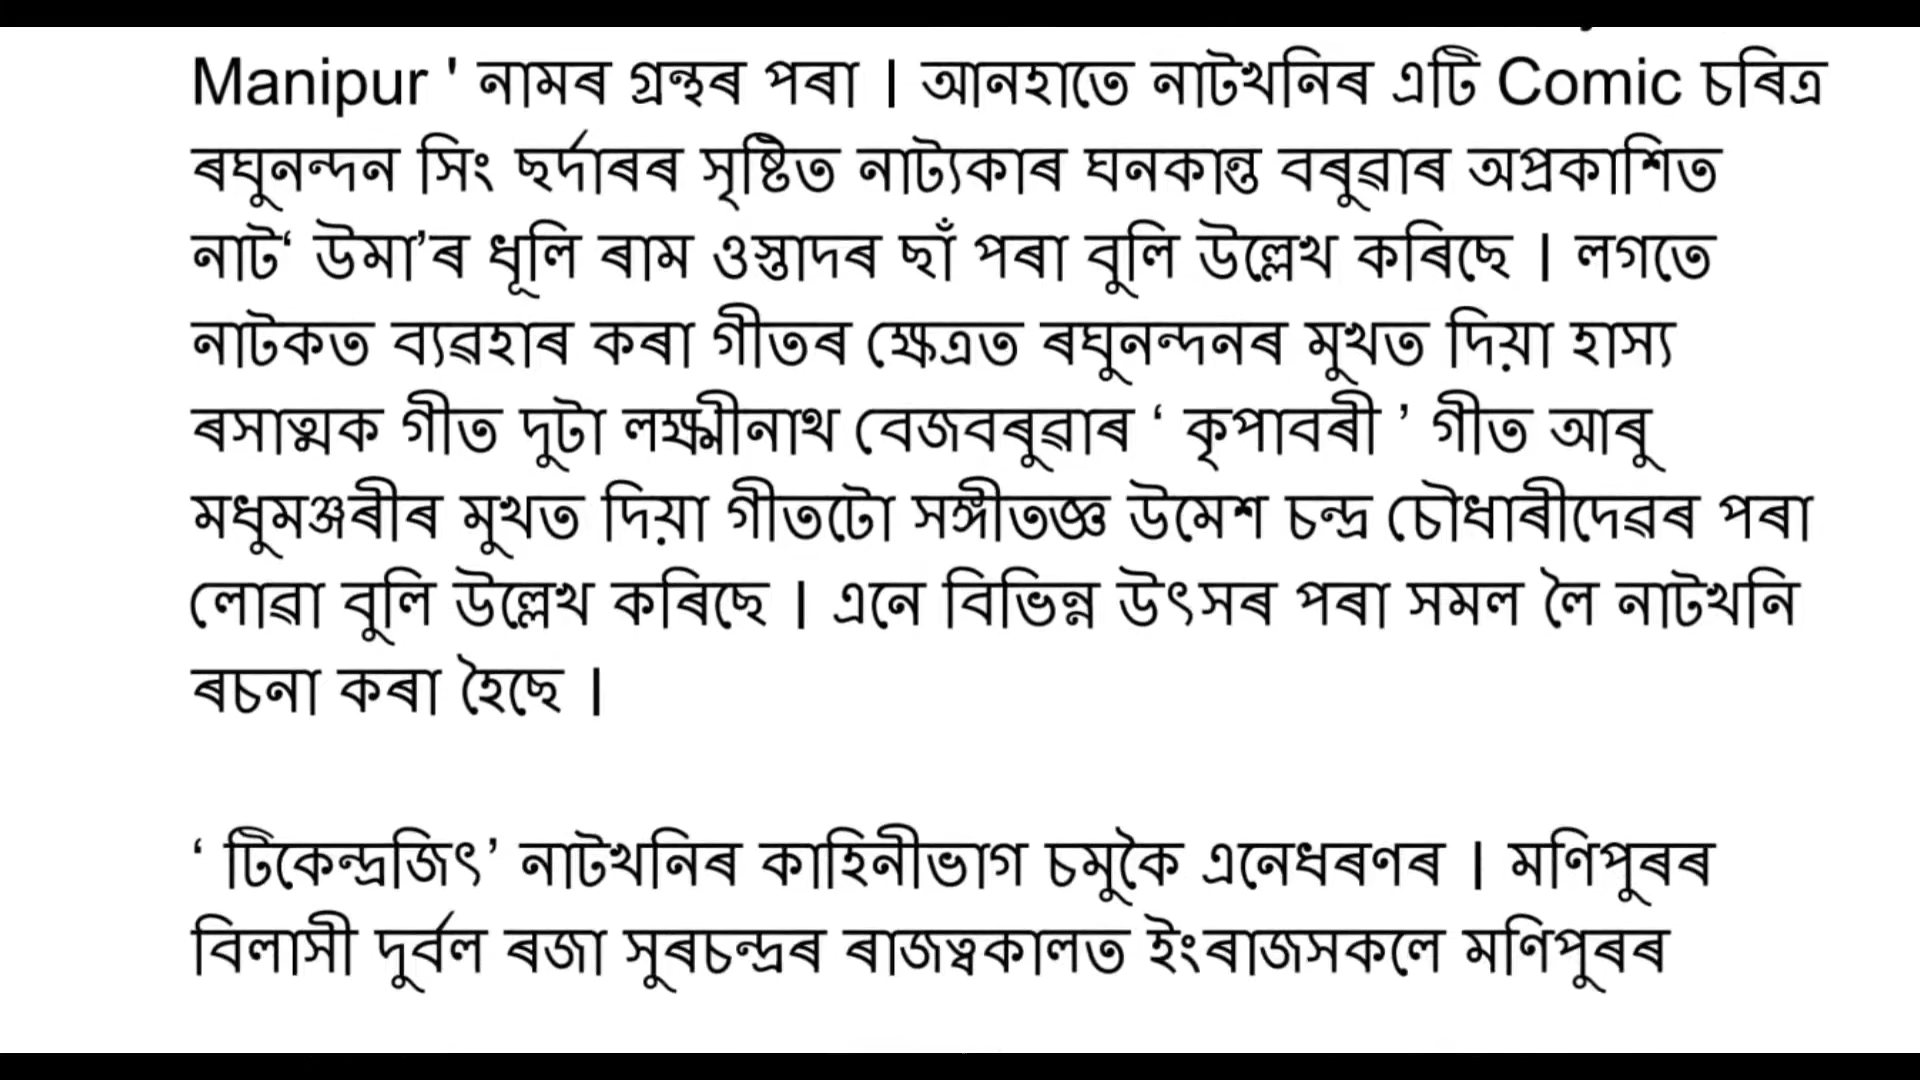 Manipur ' নামৰ গ্ৰন্থৰ পৰা । আনহাতে নাটখনিৰ এটি Comic চৰিত্ৰ
ৰঘুনন্দন সিং ছৰ্দাৰৰ সৃষ্টিত নাট্যকাৰ ঘনকান্ত বৰুৱাৰ অপ্ৰকাশিত
নাট‘ উমা’ৰ ধূলি ৰাম ওস্তাদৰ ছাঁ পৰা বুলি উল্লেখ কৰিছে । লগতে
নাটকত ব্যৱহাৰ কৰা গীতৰ ক্ষেত্ৰত ৰঘুনন্দনৰ মুখত দিয়া হাস্য
ৰসাত্মক গীত দুটা লক্ষ্মীনাথ বেজবৰুৱাৰ ‘ কৃপাবৰী ’ গীত আৰু
মধুমঞ্জৰীৰ মুখত দিয়া গীতটো সঙ্গীতজ্ঞ উমেশ চন্দ্ৰ চৌধাৰীদেৱৰ পৰা
লোৱা বুলি উল্লেখ কৰিছে । এনে বিভিন্ন উৎসৰ পৰা সমল লৈ নাটখনি
ৰচনা কৰা হৈছে ।
‘ টিকেন্দ্ৰজিৎ’ নাটখনিৰ কাহিনীভাগ চমুকৈ এনেধৰণৰ । মণিপুৰৰ
বিলাসী দুৰ্বল ৰজা সুৰচন্দ্ৰৰ ৰাজত্বকালত ইংৰাজসকলে মণিপুৰৰ